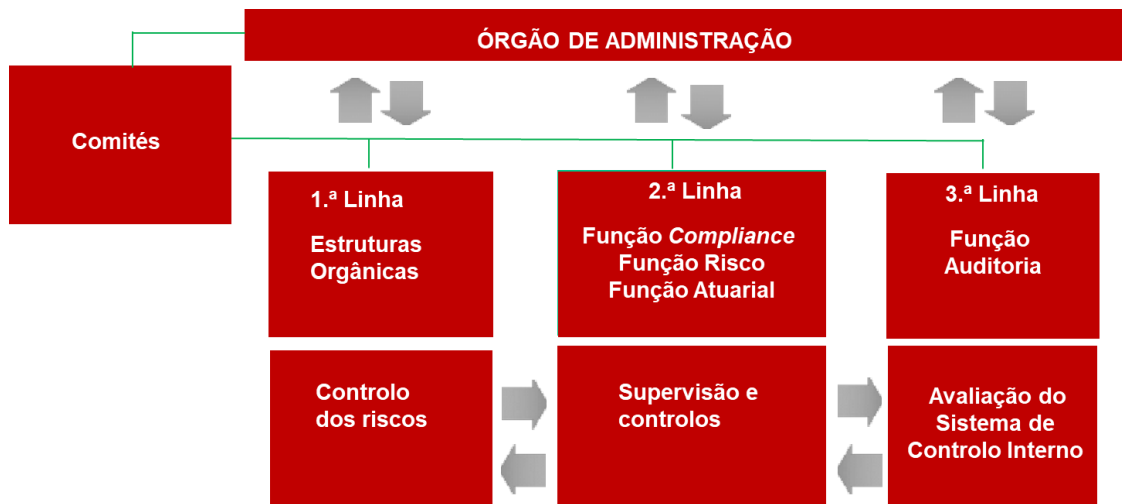 ÓRGÃO DE ADMINISTRAÇÃO
Comités
1.ª Linha
Estruturas
Orgânicas
2.ª Linha
Função Compliance
Função Risco
Função Atuarial
3.ª Linha
Função
Auditoria
Controlo
dos riscos
Supervisão e
controlos
Avaliação do
Sistema de
Controlo Interno